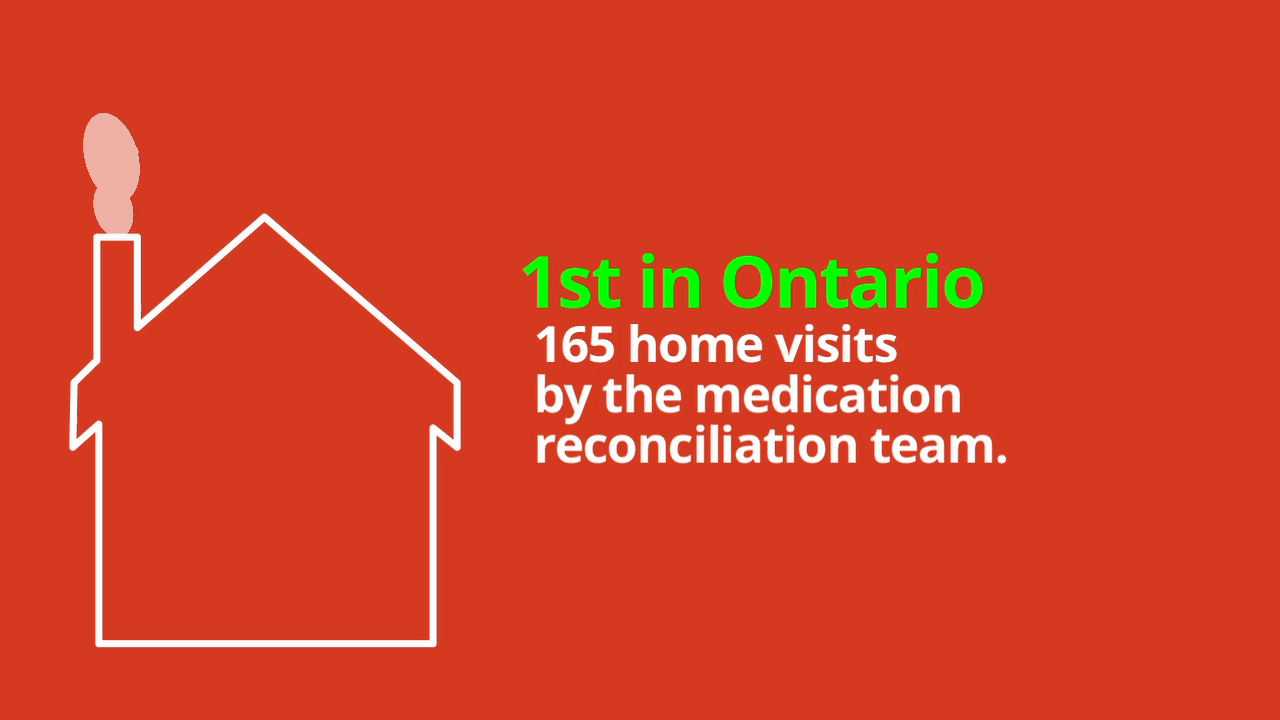 1st in Ontario
165 home visits
by the medication
reconciliation team.